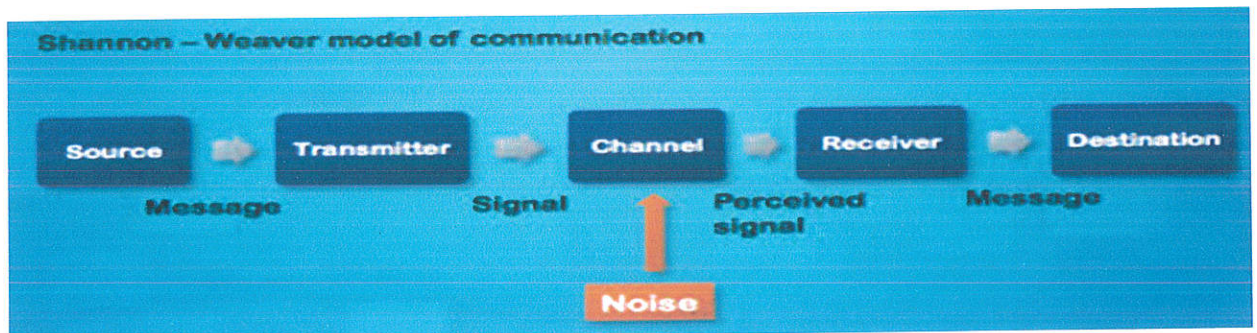 Shannon – Weaver model of communication
Source
Transmitter
Channel
Receiver
Destination
Message
Signal
Perceived
signal
Message
Noise